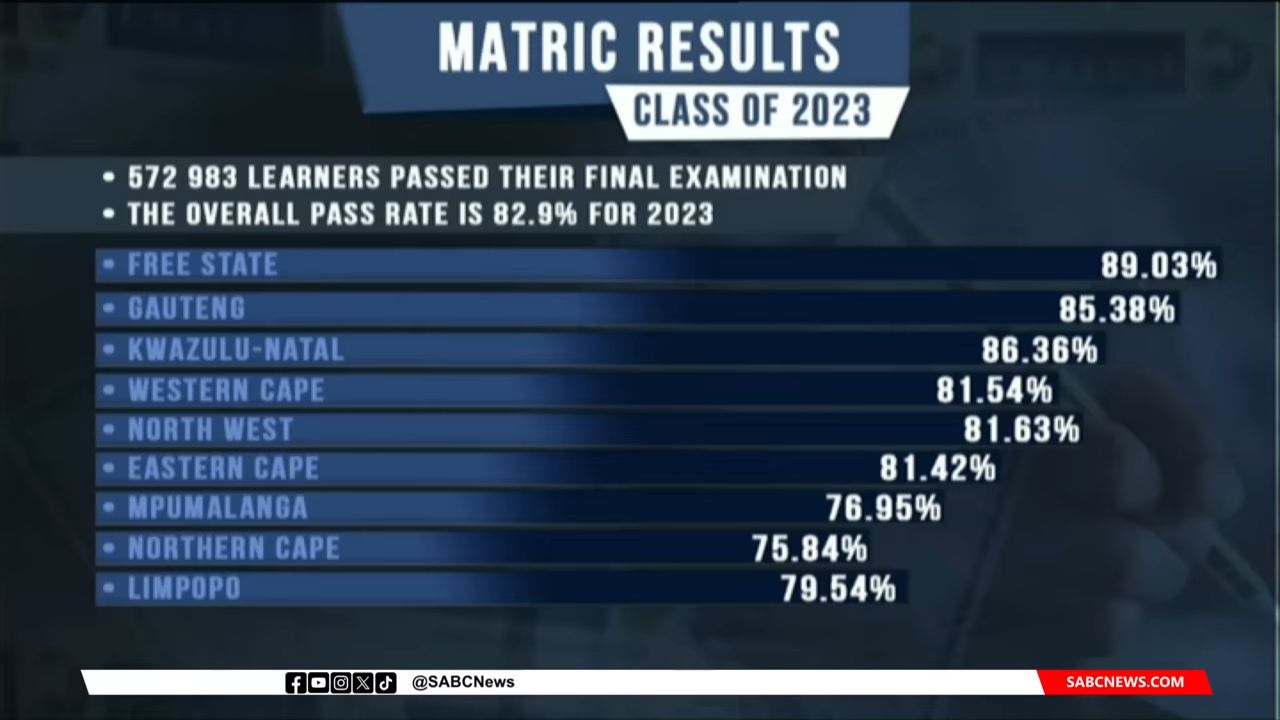 MATRIC RESULTS
CLASS OF 2023
• 572 983 LEARNERS PASSED THEIR FINAL EXAMINATION
• THE OVERALL PASS RATE IS 82.9% FOR 2023
• FREE STATE 89.03%
• GAUTENG 85.38%
• KWAZULU-NATAL 86.36%
• WESTERN CAPE 81.54%
• NORTH WEST 81.63%
• EASTERN CAPE 81.42%
• MPUMALANGA 76.95%
• NORTHERN CAPE 75.84%
• LIMPOPO 79.54%
@SABCNews
SABCNEWS.COM